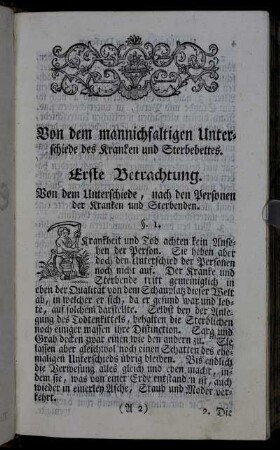 Von dem mannichfaltigen Unter-
schiede des Kranken und Sterbebettes.
Erste Betrachtung.
Von dem Unterschiede, nach den Personen
der Kranken und Sterbenden.
§. 1.
Krankheit und Tod achten kein Anse-
hen der Person. Sie heben aber
doch den Unterschied der Personen
noch nicht auf. Der Kranke und
Sterbende tritt gemeiniglich in
eben der Qualität von dem Schauplatz dieser Welt
ab, in welcher er sich, da er gesund war und leb-
te, auf solchem darstellte. Selbst bey der Anle-
gung des Todtenkittels, behalten die Sterblichen
noch einiger massen ihre Distinction. Sarg und
Grab decken zwar einen wie den andern zu. Sie
lassen aber gleichwol noch einen Schatten des ehe-
maligen Unterschieds übrig bleiben. Bis endlich
die Verwesung alles gleich und eben macht, in-
dem sie, was von einer Erde entstanden ist, auch
wieder in einerley Asche, Staub und Moder ver-
kehrt.
(A 2) 2. Die